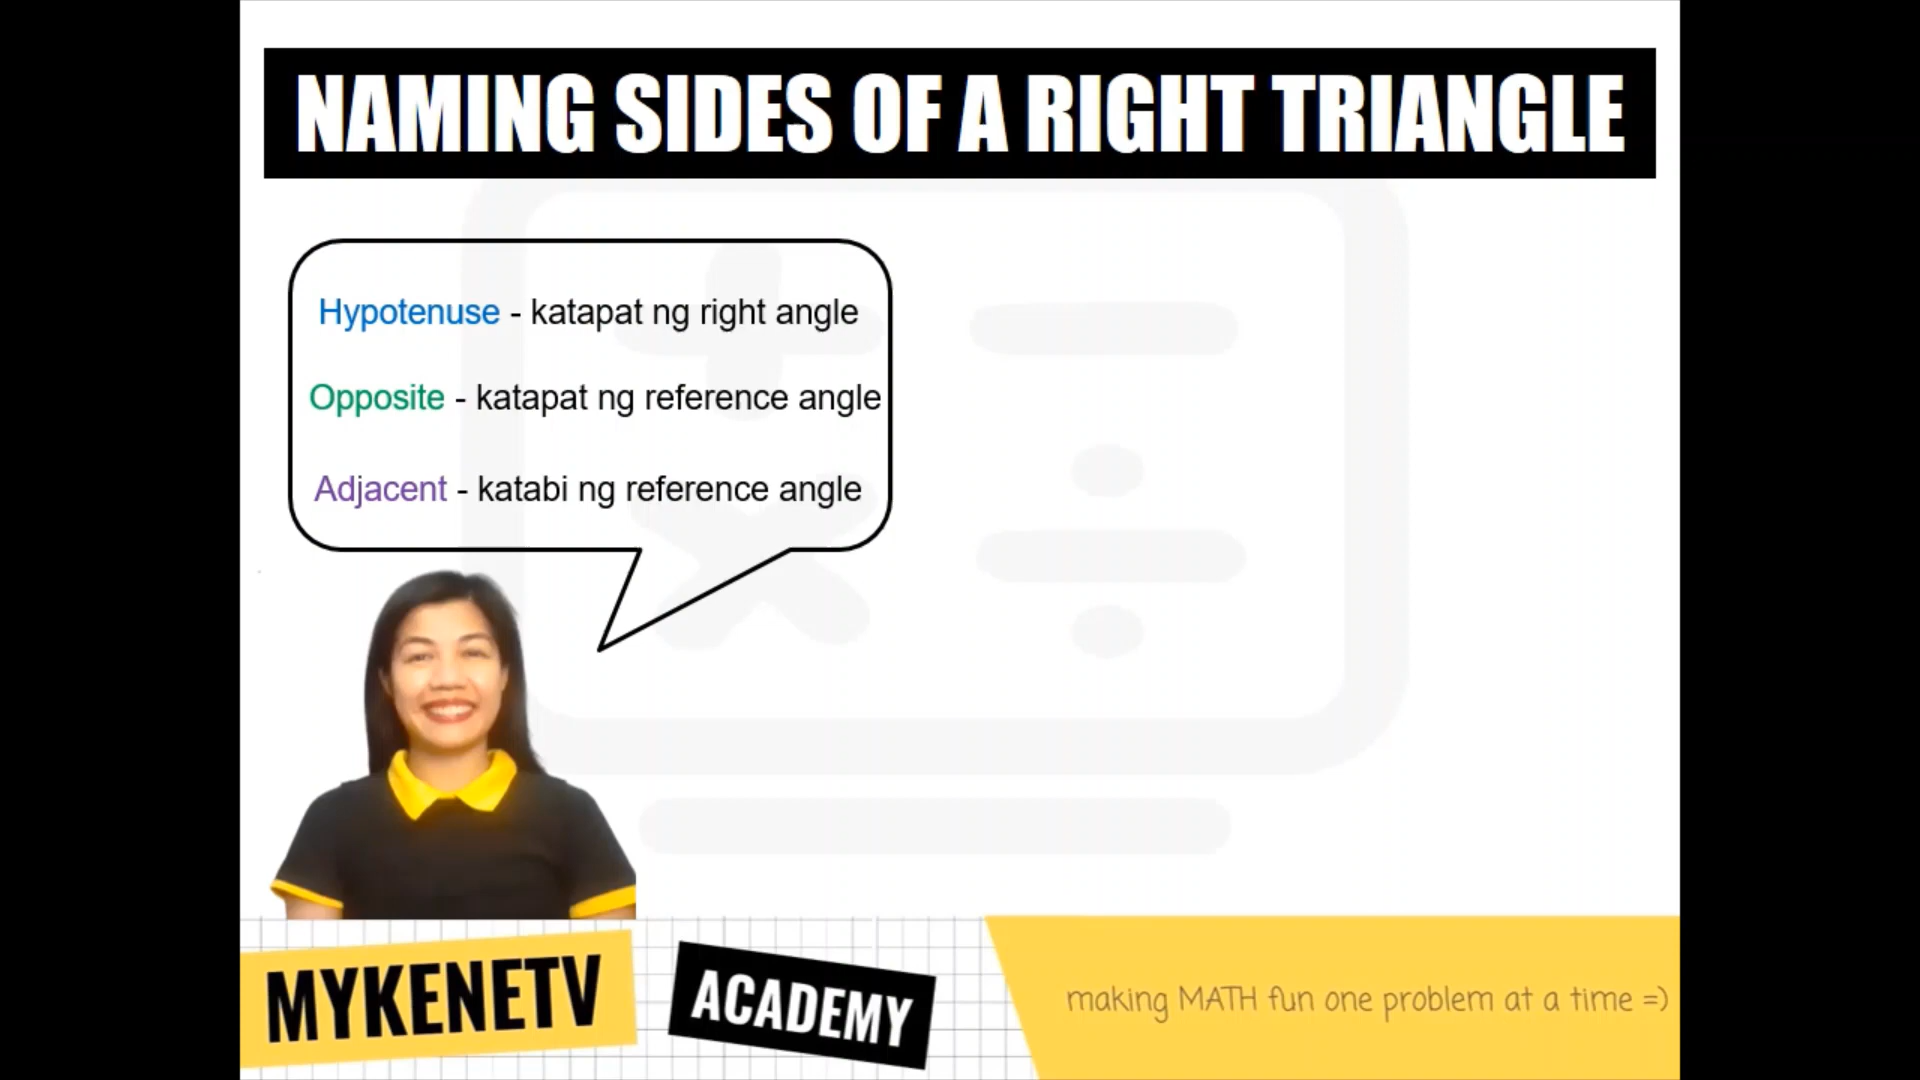 NAMING SIDES OF A RIGHT TRIANGLE
Hypotenuse - katapat ng right angle
Opposite - katapat ng reference angle
Adjacent - katabi ng reference angle
MYKENETV
ACADEMY
making MATH fun one problem at a time =)